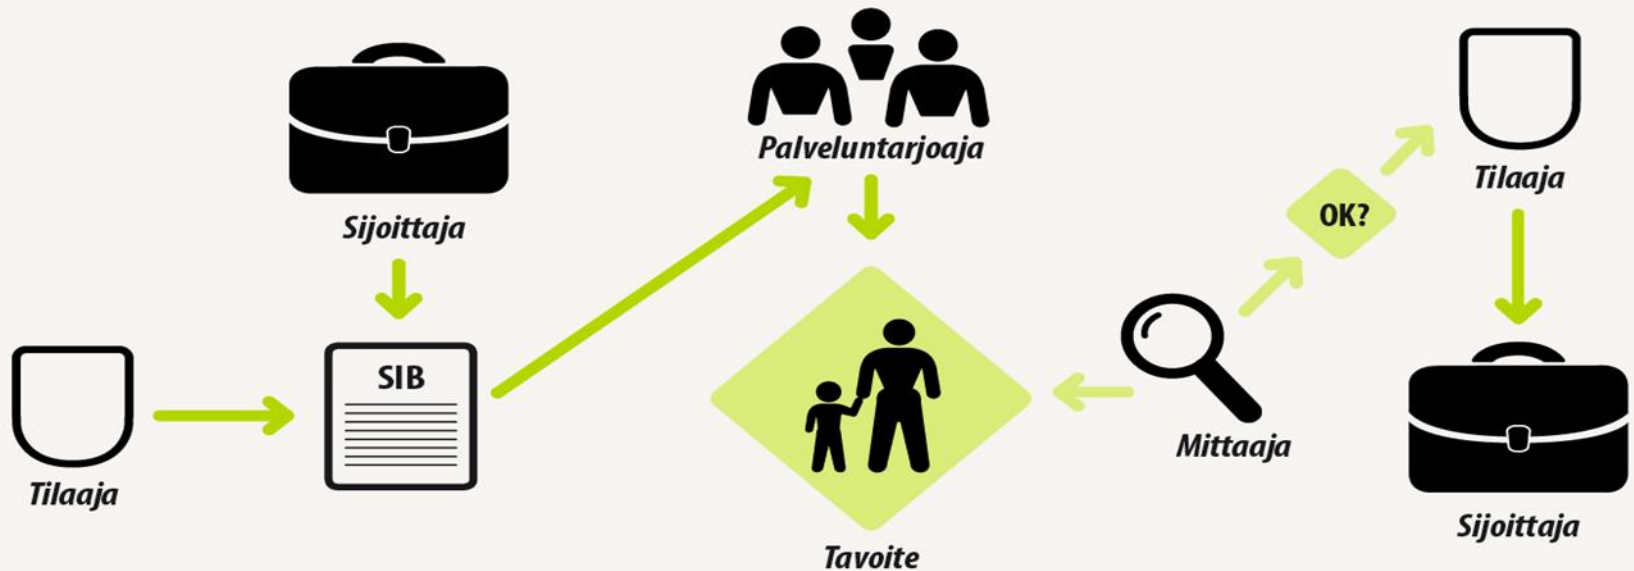 Sijoittaja
SIB
Tilaaja
Palveluntarjoaja
Tavoite
Mittaaja
OK?
Tilaaja
Sijoittaja